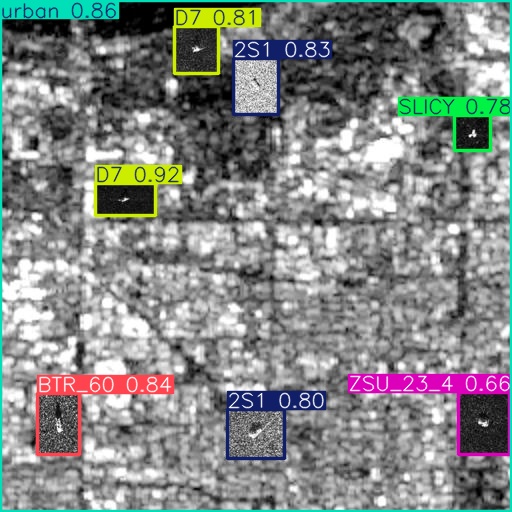 urban 0.86
D7 0.81
2S1 0.83
SLICY 0.78
D7 0.92
BTR_60 0.84
2S1 0.80
ZSU_23_4 0.66